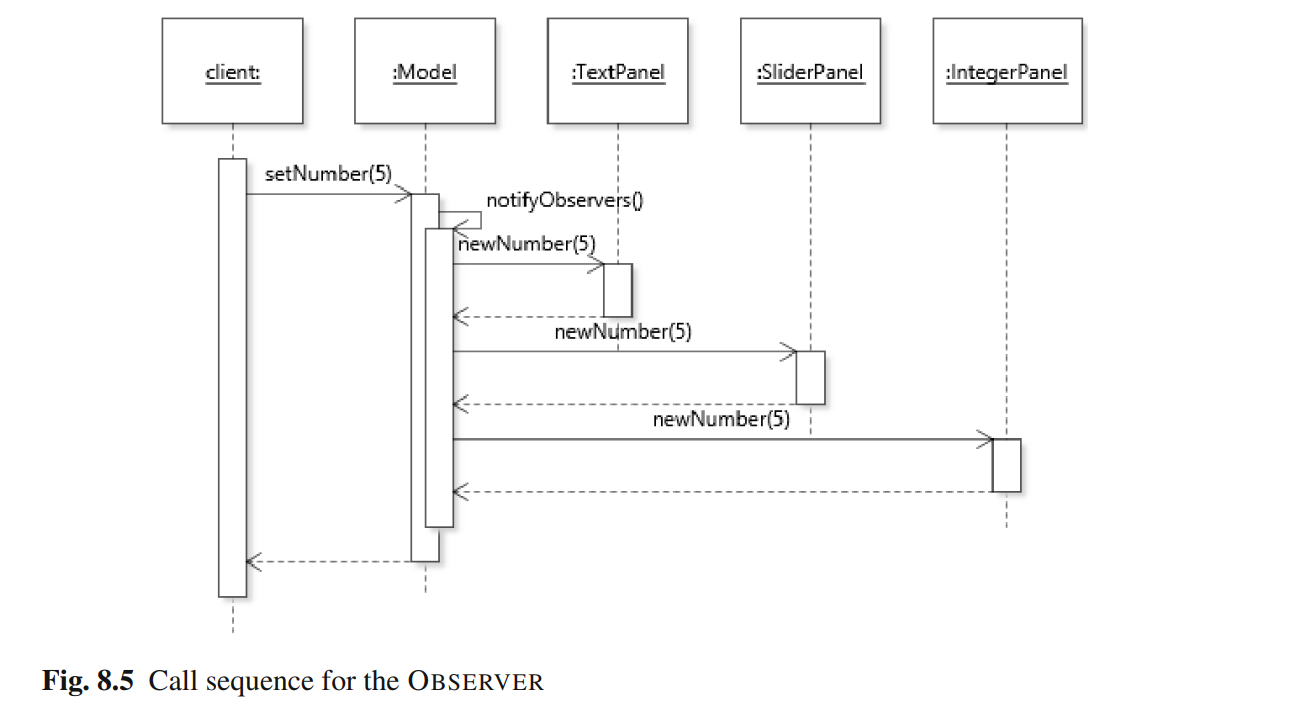 client:
:Model
:TextPanel
:SliderPanel
:IntegerPanel
setNumber(5)
notifyObservers()
newNumber(5)
newNumber(5)
newNumber(5)
Fig. 8.5 Call sequence for the OBSERVER